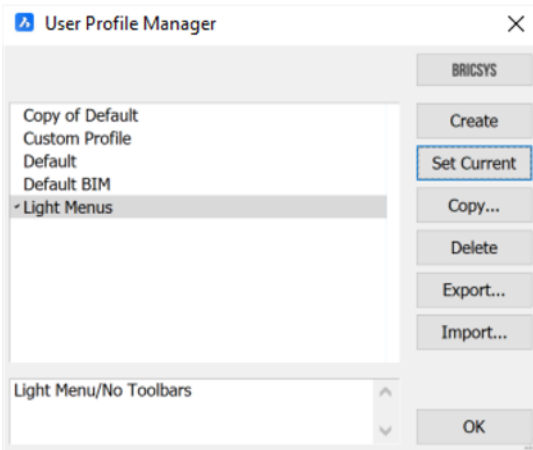 User Profile Manager
BRICSYS
Copy of Default
Custom Profile
Default
Default BIM
Light Menus
Create
Set Current
Copy...
Delete
Export...
Import...
Light Menu/No Toolbars
OK